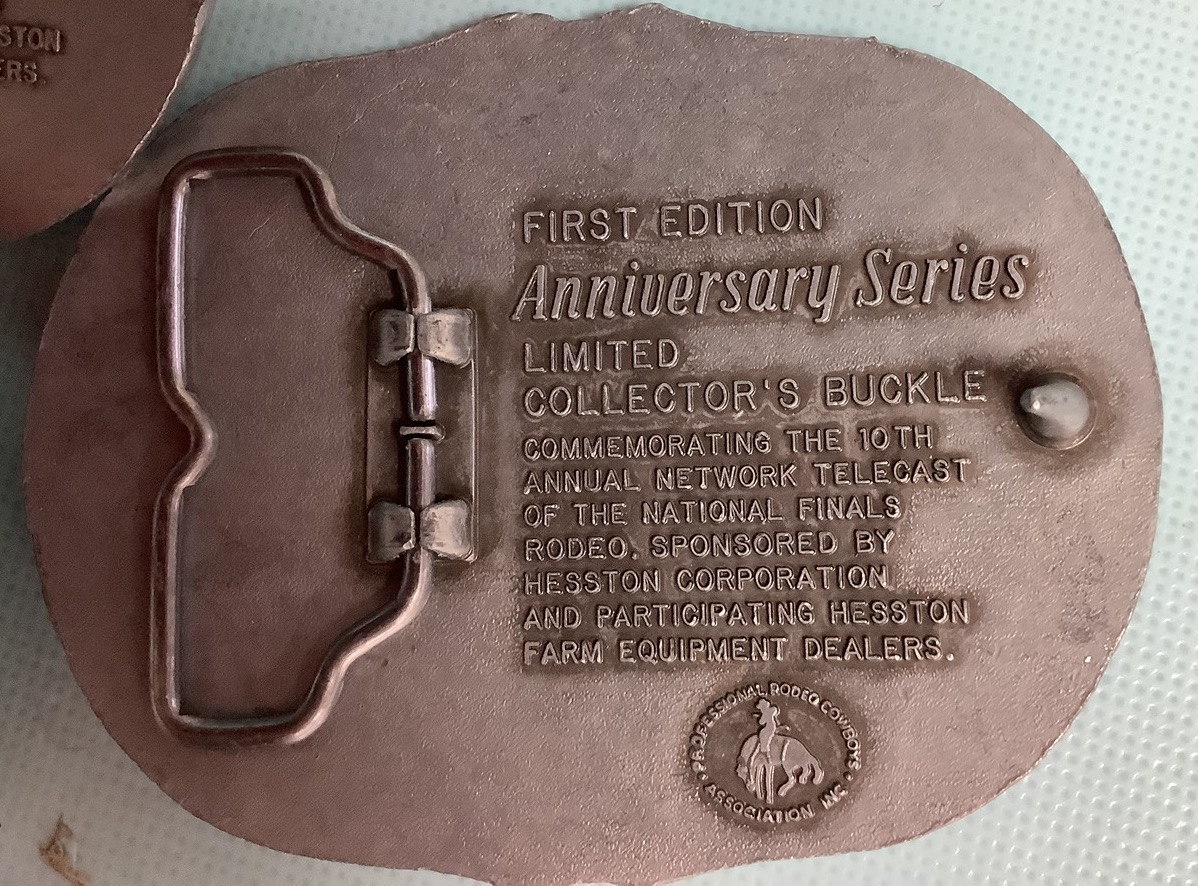 STON
ERS.
FIRST EDITION
Anniversary Series
LIMITED
COLLECTOR'S BUCKLE
COMMEMORATING THE 10TH
ANNUAL NETWORK TELECAST
OF THE NATIONAL FINALS
RODEO. SPONSORED BY
HESSTON CORPORATION
AND PARTICIPATING HESSTON
FARM EQUIPMENT DEALERS.
• PROFESSIONAL RODEO COWBOYS •
ASSOCIATION INC